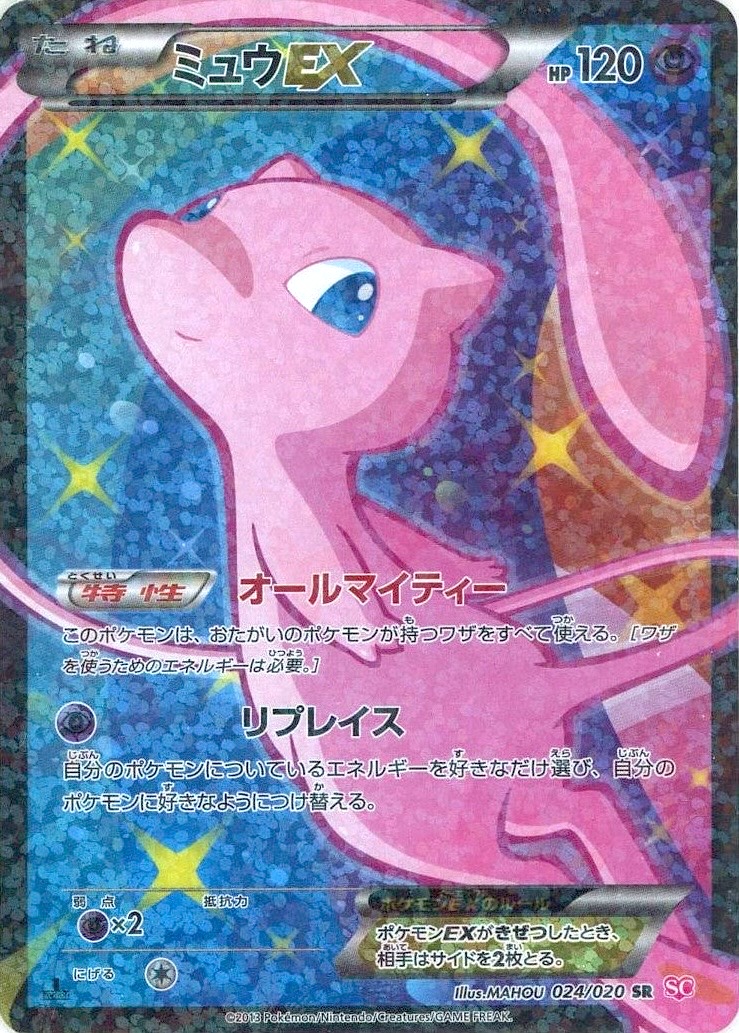 たね ミュウEX HP120
とくせい
特性 オールマイティー
このポケモンは、おたがいのポケモンが持つワザをすべて使える。[ワザ
を使うためのエネルギーは必要。]
リプレイス
自分のポケモンについているエネルギーを好きなだけ選び、自分の
ポケモンに好きなようにつけ替える。
弱点 抵抗力
×2
にげる
ポケモンEXのルール
ポケモンEXがきぜつしたとき、
相手はサイドを2枚とる。
Illus.MAHOU 024/020 SR SC
©2013 Pokémon/Nintendo/Creatures/GAME FREAK.